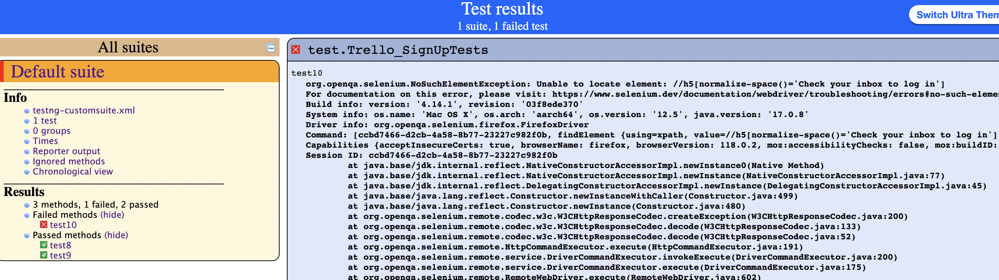 Test results
1 suite, 1 failed test
Switch Ultra
All suites
Default suite
Info
testng-customsuite.xml
1 test
0 groups
Times
Reporter output
Ignored methods
Chronological view
Results
3 methods, 1 failed, 2 passed
Failed methods (hide)
test10
Passed methods (hide)
test8
test9
test.Trello_SignUpTests
test10
org.openqa.selenium.NoSuchElementException: Unable to locate element: //h5[normalize-space()='Check your inbox to log in']
For documentation on this error, please visit: https://www.selenium.dev/documentation/webdriver/troubleshooting/errors#no-such-eleme
Build info: version: '4.14.1', revision: '03f8ede370'
System info: os.name: 'Mac OS X', os.arch: 'aarch64', os.version: '12.5', java.version: '17.0.8'
Driver info: org.openqa.selenium.firefox.FirefoxDriver
Command: [ccbd7466-d2cb-4a58-8b77-23227c982f0b, findElement {using=xpath, value=//h5[normalize-space()='Check your inbox to log in']
Capabilities {acceptInsecureCerts: true, browserName: firefox, browserVersion: 118.0.2, moz:accessibilityChecks: false, moz:buildID:
Session ID: ccbd7466-d2cb-4a58-8b77-23227c982f0b
at java.base/jdk.internal.reflect.NativeConstructorAccessorImpl.newInstance0(Native Method)
at java.base/jdk.internal.reflect.NativeConstructorAccessorImpl.newInstance(NativeConstructorAccessorImpl.java:77)
at java.base/jdk.internal.reflect.DelegatingConstructorAccessorImpl.newInstance(DelegatingConstructorAccessorImpl.java:45)
at java.base/java.lang.reflect.Constructor.newInstanceWithCaller(Constructor.java:499)
at java.base/java.lang.reflect.Constructor.newInstance(Constructor.java:480)
at org.openqa.selenium.remote.codec.w3c.W3CHttpResponseCodec.createException(W3CHttpResponseCodec.java:200)
at org.openqa.selenium.remote.codec.w3c.W3CHttpResponseCodec.decode(W3CHttpResponseCodec.java:133)
at org.openqa.selenium.remote.codec.w3c.W3CHttpResponseCodec.decode(W3CHttpResponseCodec.java:52)
at org.openqa.selenium.remote.HttpCommandExecutor.execute(HttpCommandExecutor.java:191)
at org.openqa.selenium.remote.service.DriverCommandExecutor.invokeExecute(DriverCommandExecutor.java:200)
at org.openqa.selenium.remote.service.DriverCommandExecutor.execute(DriverCommandExecutor.java:175)
at org.openqa.selenium.remote.RemoteWebDriver.execute(RemoteWebDriver.java:602)